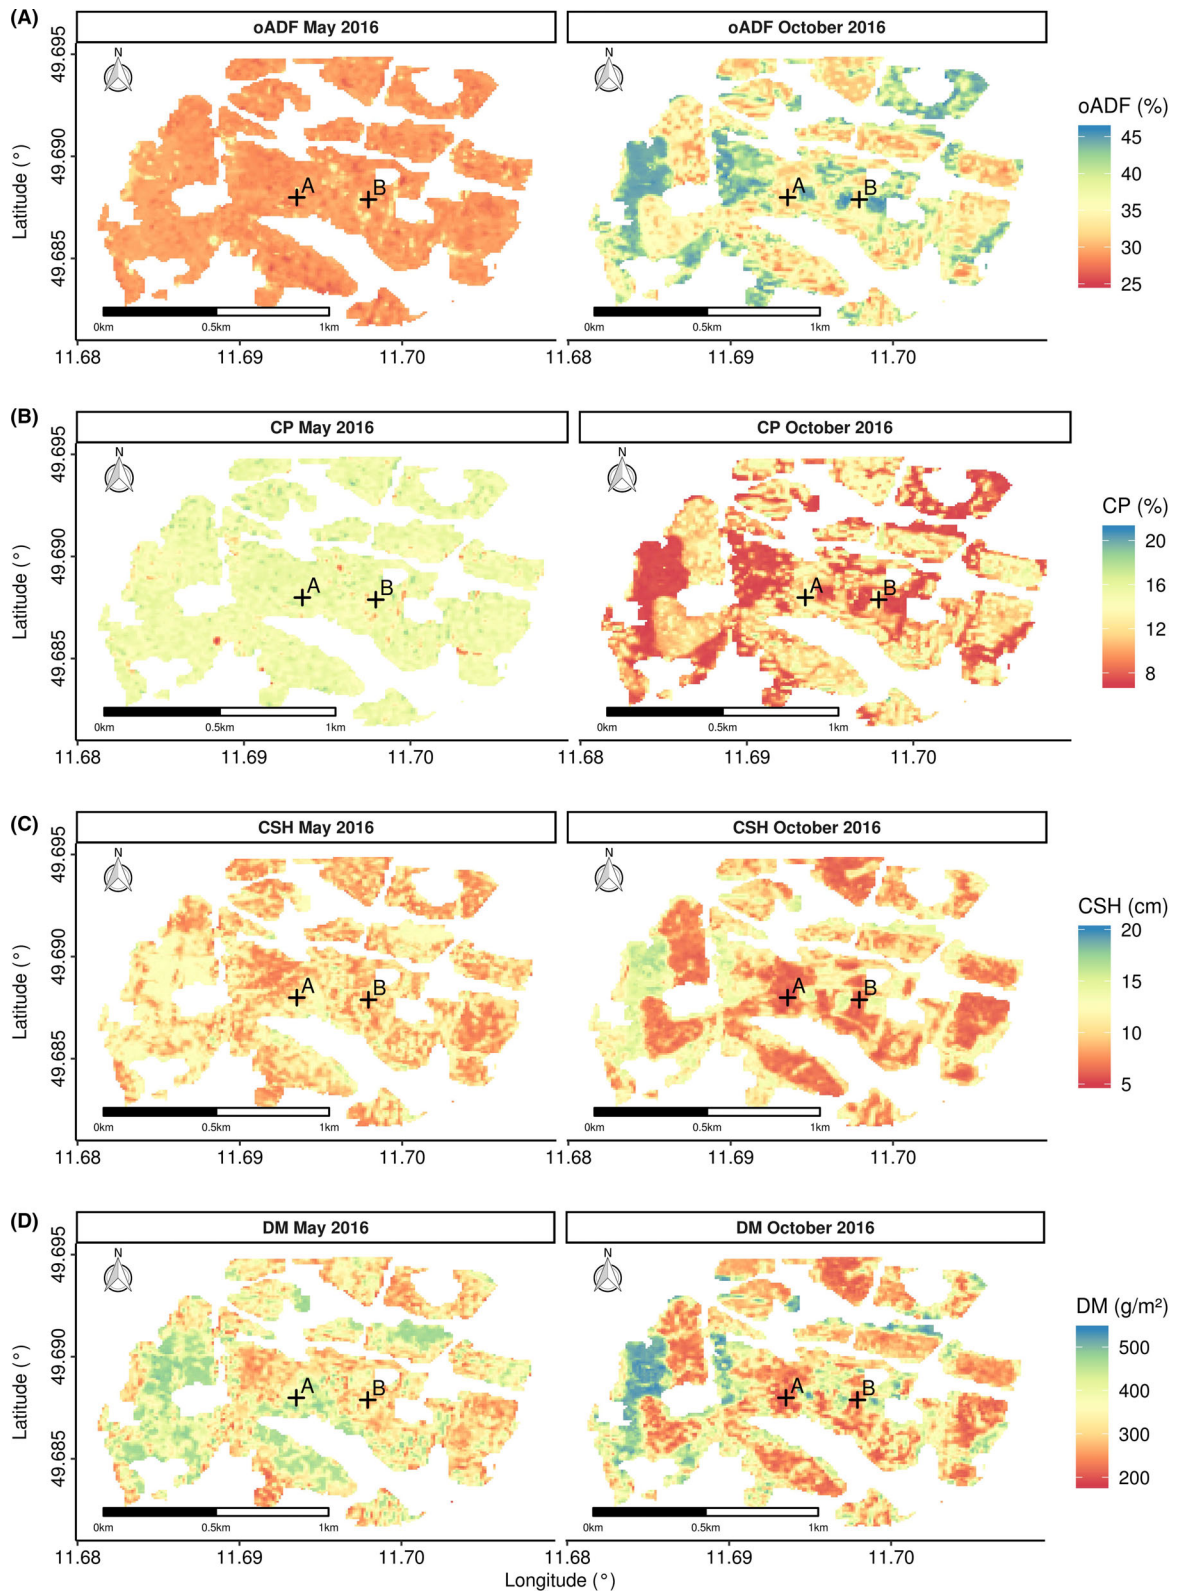 (A)
oADF May 2016
oADF October 2016
49.695
49.690
49.685
Latitude (°)
N
A
B
0km 0.5km 1km
11.68 11.69 11.70
N
A
B
0km 0.5km 1km
11.68 11.69 11.70
oADF (%)
45
40
35
30
25
(B)
CP May 2016
CP October 2016
49.695
49.690
49.685
Latitude (°)
N
A
B
0km 0.5km 1km
11.68 11.69 11.70
N
A
B
0km 0.5km 1km
11.68 11.69 11.70
CP (%)
20
16
12
8
(C)
CSH May 2016
CSH October 2016
49.695
49.690
49.685
Latitude (°)
N
A
B
0km 0.5km 1km
11.68 11.69 11.70
N
A
B
0km 0.5km 1km
11.68 11.69 11.70
CSH (cm)
20
15
10
5
(D)
DM May 2016
DM October 2016
49.695
49.690
49.685
Latitude (°)
N
A
B
0km 0.5km 1km
11.68 11.69 11.70
N
A
B
0km 0.5km 1km
11.68 11.69 11.70
DM (g/m²)
500
400
300
200
Longitude (°)